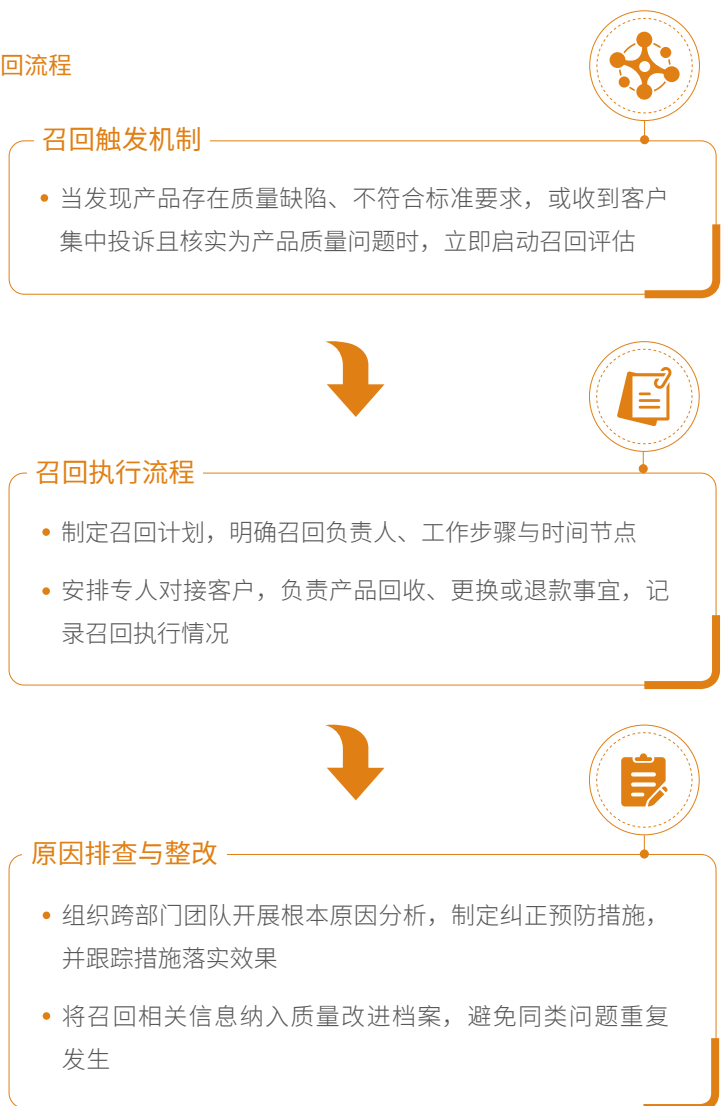 回流程
召回触发机制
• 当发现产品存在质量缺陷、不符合标准要求，或收到客户
集中投诉且核实为产品质量问题时，立即启动召回评估
召回执行流程
• 制定召回计划，明确召回负责人、工作步骤与时间节点
• 安排专人对接客户，负责产品回收、更换或退款事宜，记
录召回执行情况
原因排查与整改
• 组织跨部门团队开展根本原因分析，制定纠正预防措施，
并跟踪措施落实效果
• 将召回相关信息纳入质量改进档案，避免同类问题重复
发生